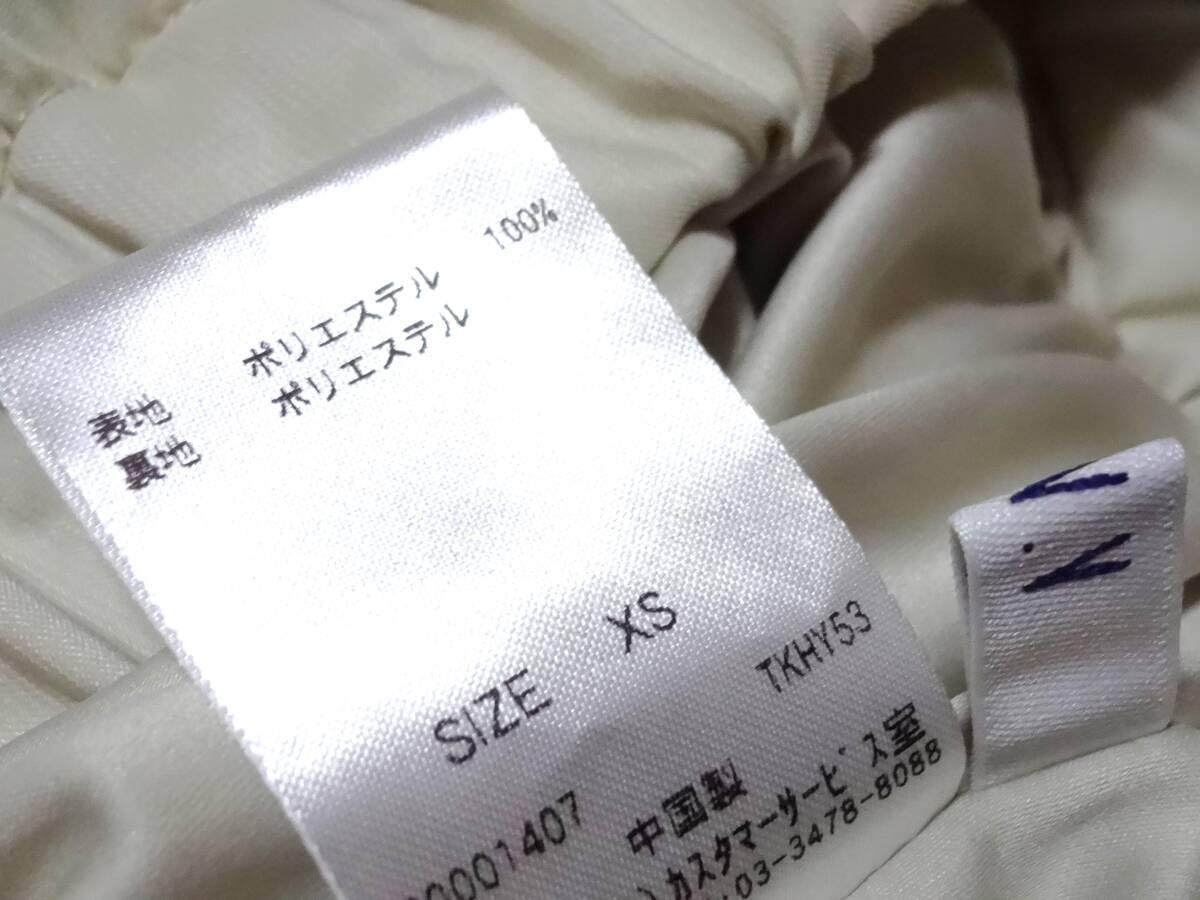 表地 ポリエステル 100%
裏地 ポリエステル
SIZE XS
TKHY53
0001407 中国製
カスタマーサービス室
03-3478-8088